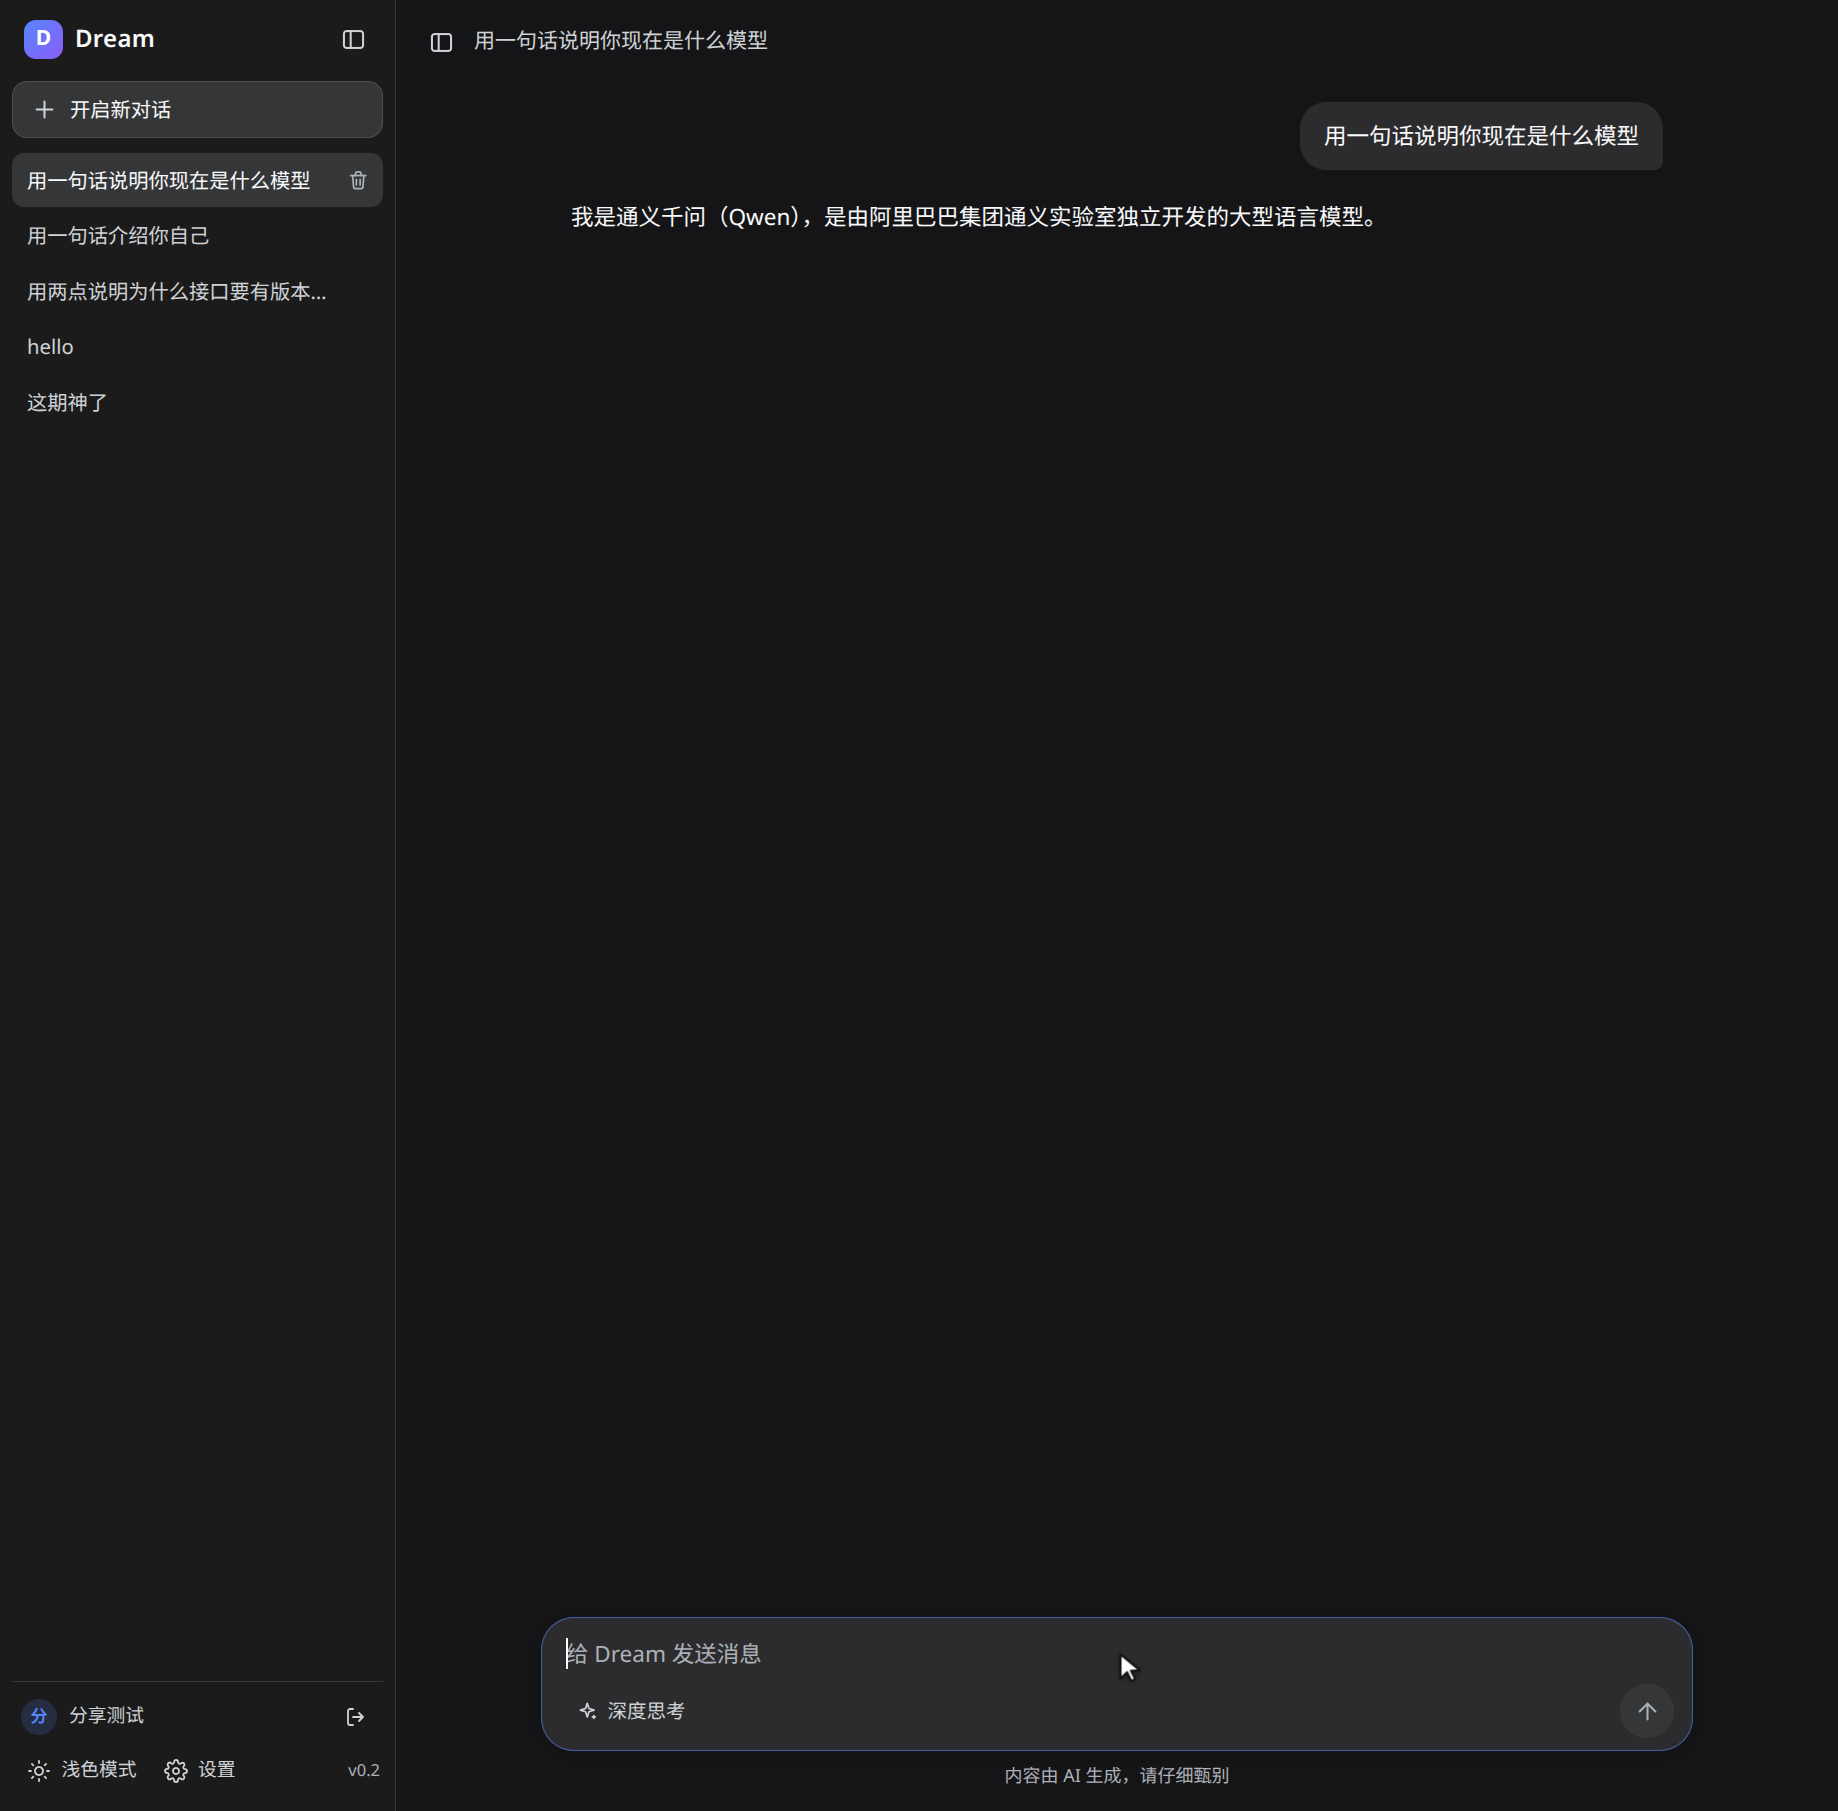 D Dream
开启新对话
用一句话说明你现在是什么模型
用一句话介绍你自己
用两点说明为什么接口要有版本...
hello
这期神了
分 分享测试
浅色模式 设置 v0.2
用一句话说明你现在是什么模型
用一句话说明你现在是什么模型
我是通义千问（Qwen），是由阿里巴巴集团通义实验室独立开发的大型语言模型。
给 Dream 发送消息
深度思考
内容由 AI 生成，请仔细甄别